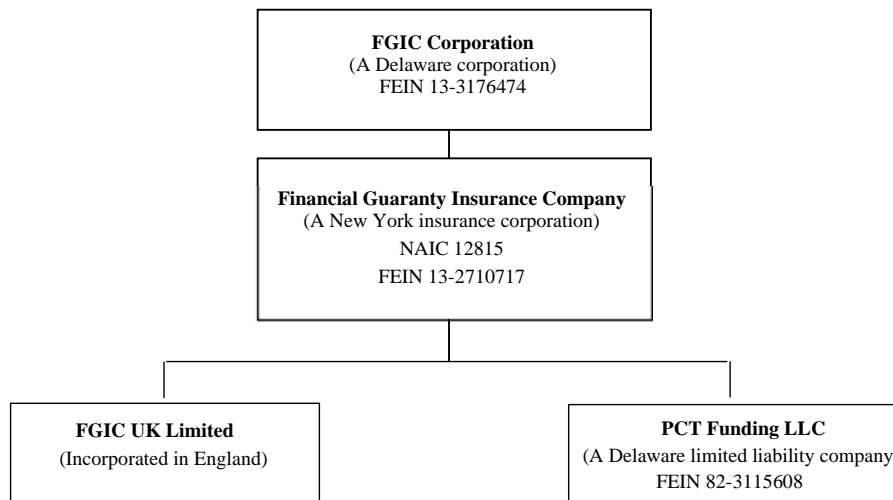 FGIC Corporation
(A Delaware corporation)
FEIN 13-3176474
Financial Guaranty Insurance Company
(A New York insurance corporation)
NAIC 12815
FEIN 13-2710717
FGIC UK Limited
(Incorporated in England)
PCT Funding LLC
(A Delaware limited liability company
FEIN 82-3115608